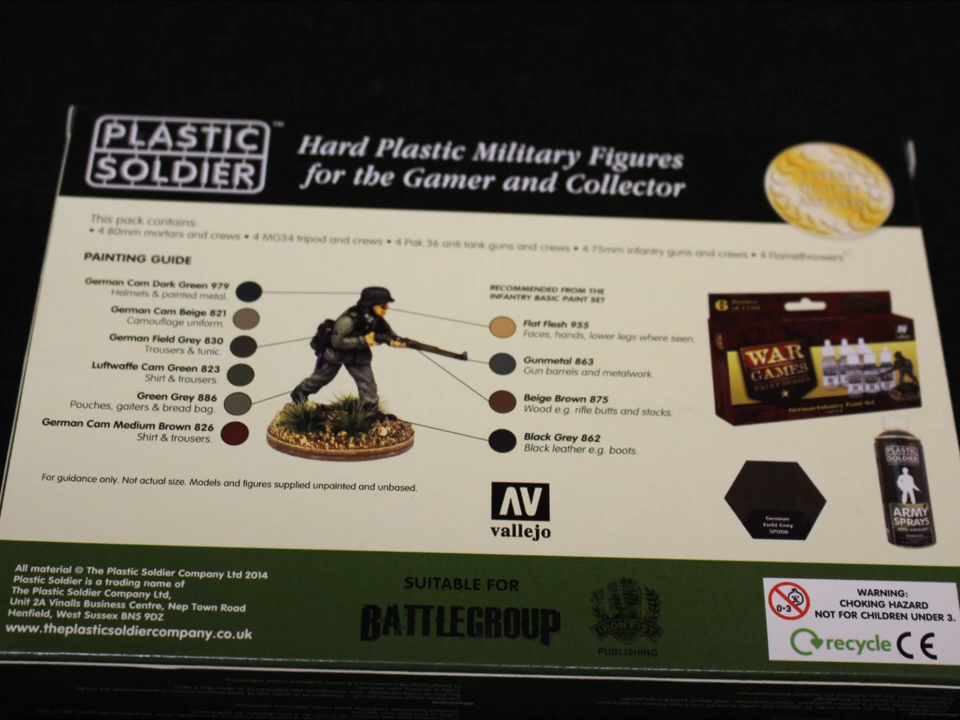 PLASTIC
SOLDIER
™
Hard Plastic Military Figures
for the Gamer and Collector
This pack contains:
• 4 80mm mortars and crews • 4 MG34 tripod and crews • 4 Pak 36 anti tank guns and crews • 4 75mm infantry guns and crews • 4 flamethrowers
PAINTING GUIDE
German Cam Dark Green 979
Helmets & painted metal.
German Cam Beige 821
Camouflage uniform.
German Field Grey 830
Trousers & tunic.
Luftwaffe Cam Green 823
Shirt & trousers.
Green Grey 886
Pouches, gaiters & bread bag.
German Cam Medium Brown 826
Shirt & trousers.
RECOMMENDED FROM THE
INFANTRY BASIC PAINT SET
Flat Flesh 955
Faces, hands, lower legs where seen.
Gunmetal 863
Gun barrels and metalwork.
Beige Brown 875
Wood e.g. rifle butts and stocks.
Black Grey 862
Black leather e.g. boots.
6
WAR
GAMES
German Infantry Paint Set
For guidance only. Not actual size. Models and figures supplied unpainted and unbased.
AV
vallejo
German
Field Grey
SP006
PLASTIC
SOLDIER
ARMY
SPRAYS
All material © The Plastic Soldier Company Ltd 2014
Plastic Soldier is a trading name of
The Plastic Soldier Company Ltd,
Unit 2A Vinalls Business Centre, Nep Town Road
Henfield, West Sussex BN5 9DZ
www.theplasticsoldiercompany.co.uk
SUITABLE FOR
BATTLEGROUP
IRON FIST
PUBLISHING
0-3
WARNING:
CHOKING HAZARD
NOT FOR CHILDREN UNDER 3.
recycle CE